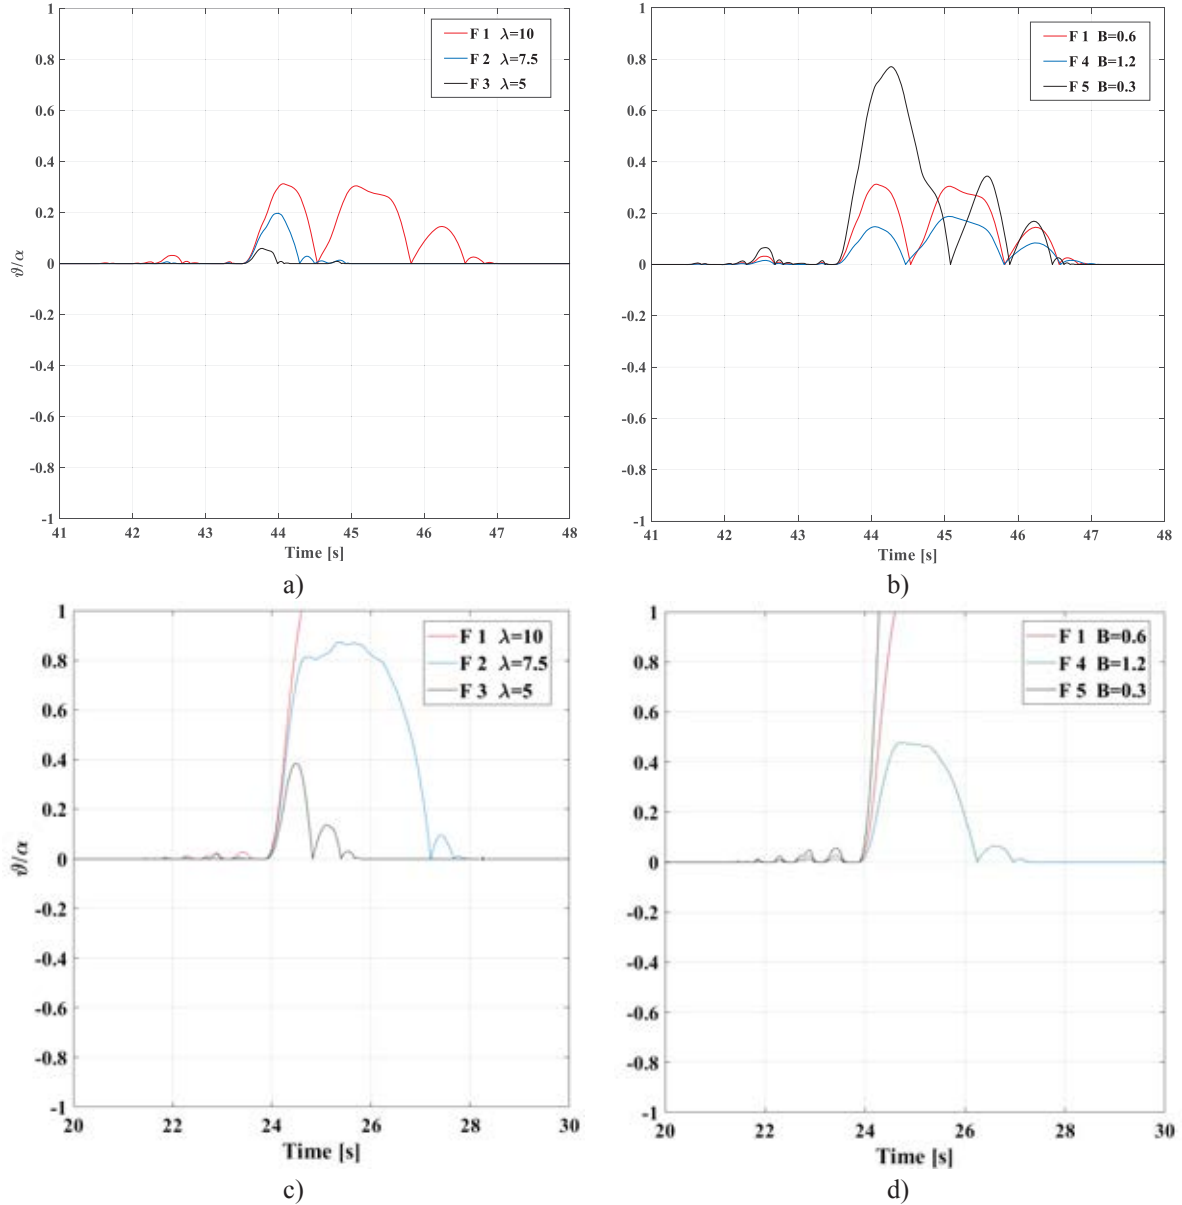 1
0.8
0.6
0.4
0.2
0
-0.2
-0.4
-0.6
-0.8
-1
ϑ/α
F 1 λ=10
F 2 λ=7.5
F 3 λ=5
41 42 43 44 45 46 47 48
Time [s]
a)
1
0.8
0.6
0.4
0.2
0
-0.2
-0.4
-0.6
-0.8
-1
F 1 B=0.6
F 4 B=1.2
F 5 B=0.3
41 42 43 44 45 46 47 48
Time [s]
b)
1
0.8
0.6
0.4
0.2
0
-0.2
-0.4
-0.6
-0.8
-1
ϑ/α
F 1 λ=10
F 2 λ=7.5
F 3 λ=5
20 22 24 26 28 30
Time [s]
c)
1
0.8
0.6
0.4
0.2
0
-0.2
-0.4
-0.6
-0.8
-1
F 1 B=0.6
F 4 B=1.2
F 5 B=0.3
20 22 24 26 28 30
Time [s]
d)